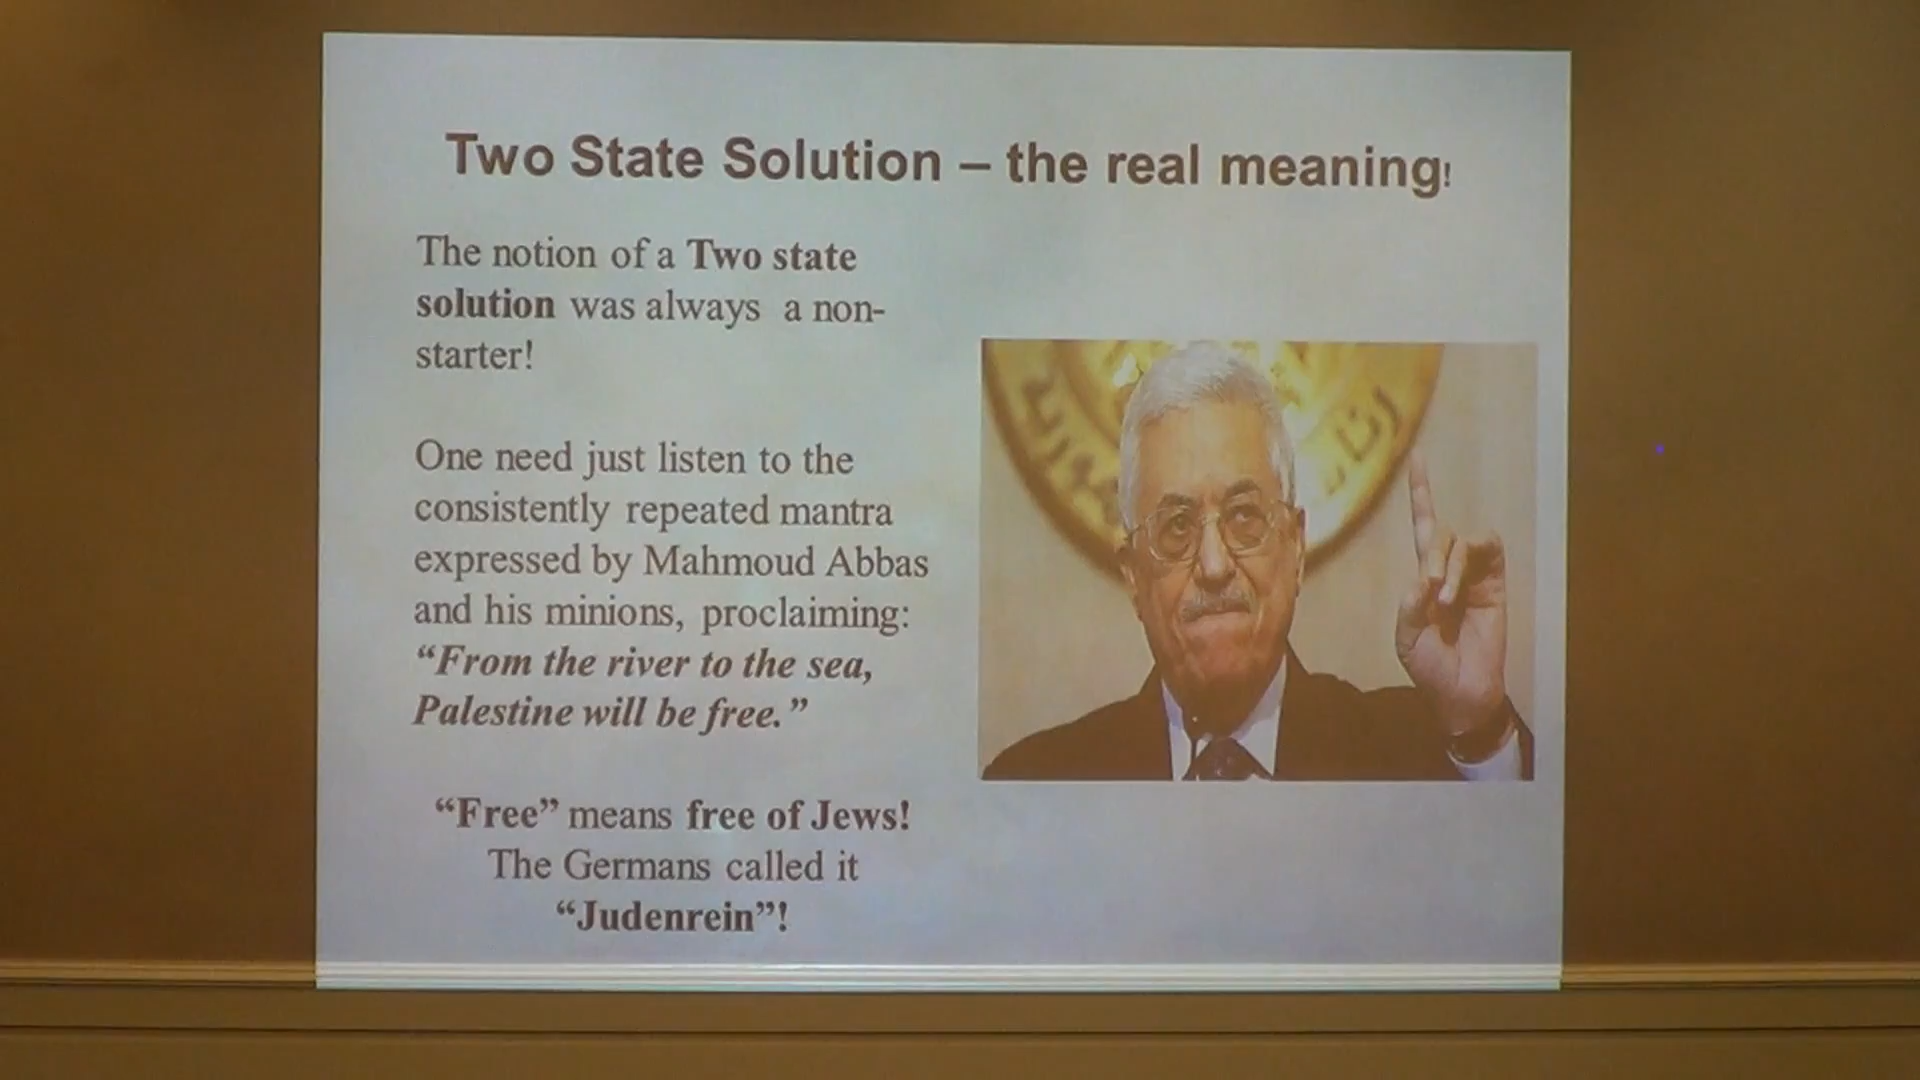 Two State Solution – the real meaning!
The notion of a Two state
solution was always a non-
starter!
One need just listen to the
consistently repeated mantra
expressed by Mahmoud Abbas
and his minions, proclaiming:
“From the river to the sea,
Palestine will be free.”
“Free” means free of Jews!
The Germans called it
“Judenrein”!